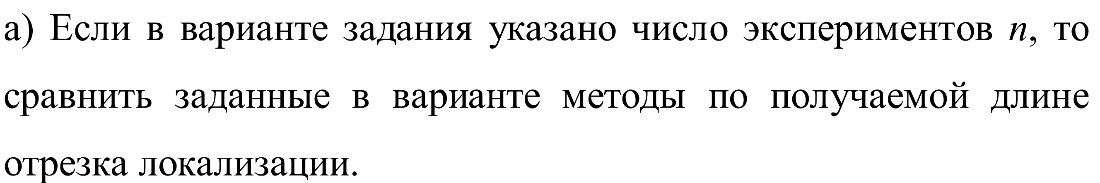 а) Если в варианте задания указано число экспериментов n, то
сравнить заданные в варианте методы по получаемой длине
отрезка локализации.